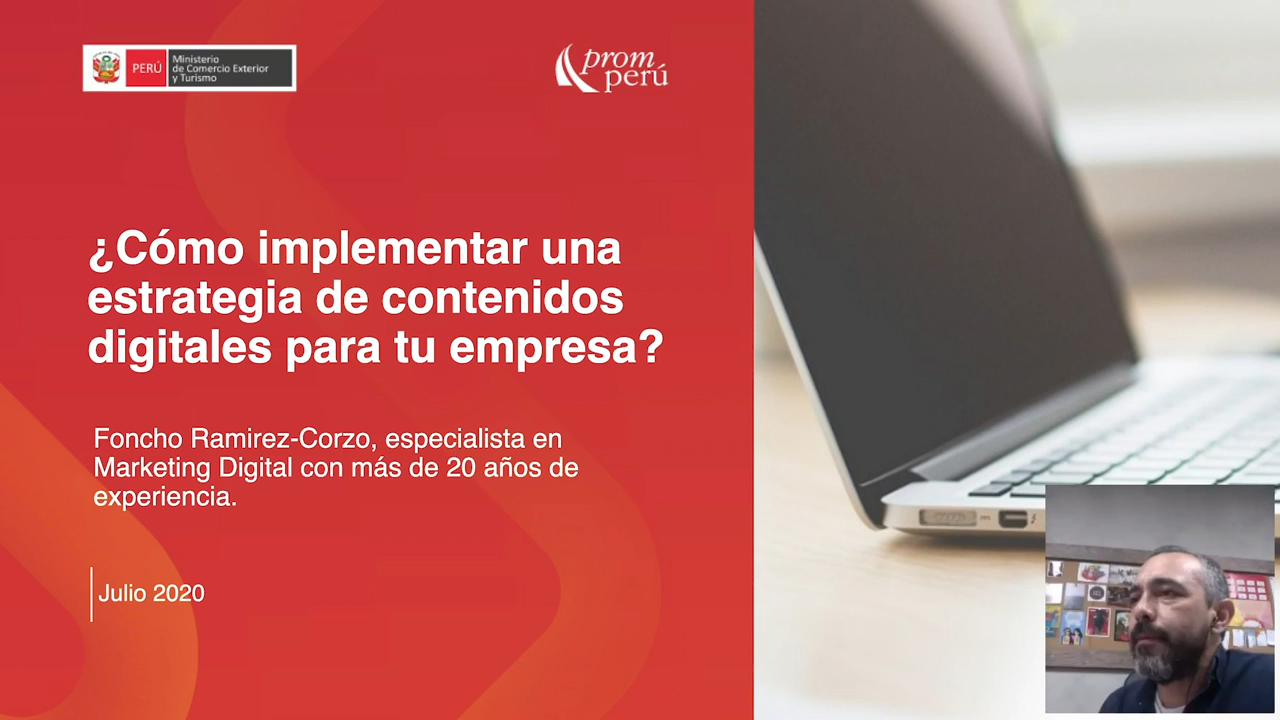 PERÚ
Ministerio
de Comercio Exterior
y Turismo
prom
perú
¿Cómo implementar una
estrategia de contenidos
digitales para tu empresa?
Foncho Ramirez-Corzo, especialista en
Marketing Digital con más de 20 años de
experiencia.
Julio 2020